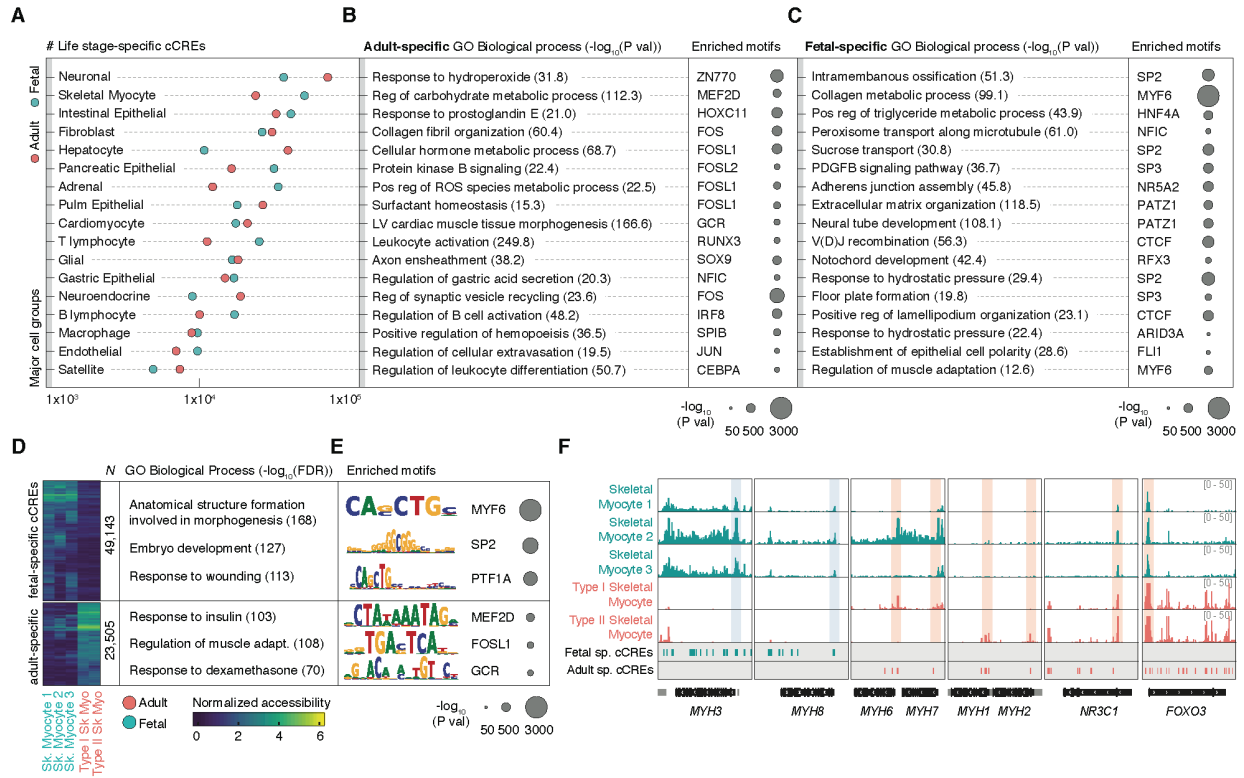 A
B
C
# Life stage-specific cCREs
Adult-specific GO Biological process (-log10(P val))
Enriched motifs
Fetal-specific GO Biological process (-log10(P val))
Enriched motifs
Fetal
Adult
Major cell groups
Neuronal
Response to hydroperoxide (31.8)
ZN770
Intramembanous ossification (51.3)
SP2
Skeletal Myocyte
Reg of carbohydrate metabolic process (112.3)
MEF2D
Collagen metabolic process (99.1)
MYF6
Intestinal Epithelial
Response to prostoglandin E (21.0)
HOXC11
Pos reg of triglyceride metabolic process (43.9)
HNF4A
Fibroblast
Collagen fibril organization (60.4)
FOS
Peroxisome transport along microtubule (61.0)
NFIC
Hepatocyte
Cellular hormone metabolic process (68.7)
FOSL1
Sucrose transport (30.8)
SP2
Pancreatic Epithelial
Protein kinase B signaling (22.4)
FOSL2
PDGFB signaling pathway (36.7)
SP3
Adrenal
Pos reg of ROS species metabolic process (22.5)
FOSL1
Adherens junction assembly (45.8)
NR5A2
Pulm Epithelial
Surfactant homeostasis (15.3)
FOSL1
Extracellular matrix organization (118.5)
PATZ1
Cardiomyocyte
LV cardiac muscle tissue morphogenesis (166.6)
GCR
Neural tube development (108.1)
PATZ1
T lymphocyte
Leukocyte activation (249.8)
RUNX3
V(D)J recombination (56.3)
CTCF
Glial
Axon ensheathment (38.2)
SOX9
Notochord development (42.4)
RFX3
Gastric Epithelial
Regulation of gastric acid secretion (20.3)
NFIC
Response to hydrostatic pressure (29.4)
SP2
Neuroendocrine
Reg of synaptic vesicle recycling (23.6)
FOS
Floor plate formation (19.8)
SP3
B lymphocyte
Regulation of B cell activation (48.2)
IRF8
Positive reg of lamellipodium organization (23.1)
CTCF
Macrophage
Positive regulation of hemopoeisis (36.5)
SPIB
Response to hydrostatic pressure (22.4)
ARID3A
Endothelial
Regulation of cellular extravasation (19.5)
JUN
Establishment of epithelial cell polarity (28.6)
FLI1
Satellite
Regulation of leukocyte differentiation (50.7)
CEBPA
Regulation of muscle adaptation (12.6)
MYF6
1x10³
1x10⁴
1x10⁵
-log10
(P val)
50 500 3000
-log10
(P val)
50 500 3000
D
N
GO Biological Process (-log10(FDR))
fetal-specific cCREs
49,143
Anatomical structure formation
involved in morphogenesis (168)
Embryo development (127)
Response to wounding (113)
adult-specific
23,505
Response to insulin (103)
Regulation of muscle adapt. (108)
Response to dexamethasone (70)
Sk. Myocyte 1
Sk. Myocyte 2
Sk. Myocyte 3
Type I Sk Myo
Type II Sk Myo
Adult
Fetal
Normalized accessibility
0 2 4 6
E
Enriched motifs
MYF6
SP2
PTF1A
MEF2D
FOSL1
GCR
-log10
(P val)
50 500 3000
F
Skeletal
Myocyte 1
[0 - 50]
Skeletal
Myocyte 2
[0 - 50]
Skeletal
Myocyte 3
[0 - 50]
Type I Skeletal
Myocyte
[0 - 50]
Type II Skeletal
Myocyte
[0 - 50]
Fetal sp. cCREs
Adult sp. cCREs
MYH3
MYH8
MYH6
MYH7
MYH1
MYH2
NR3C1
FOXO3